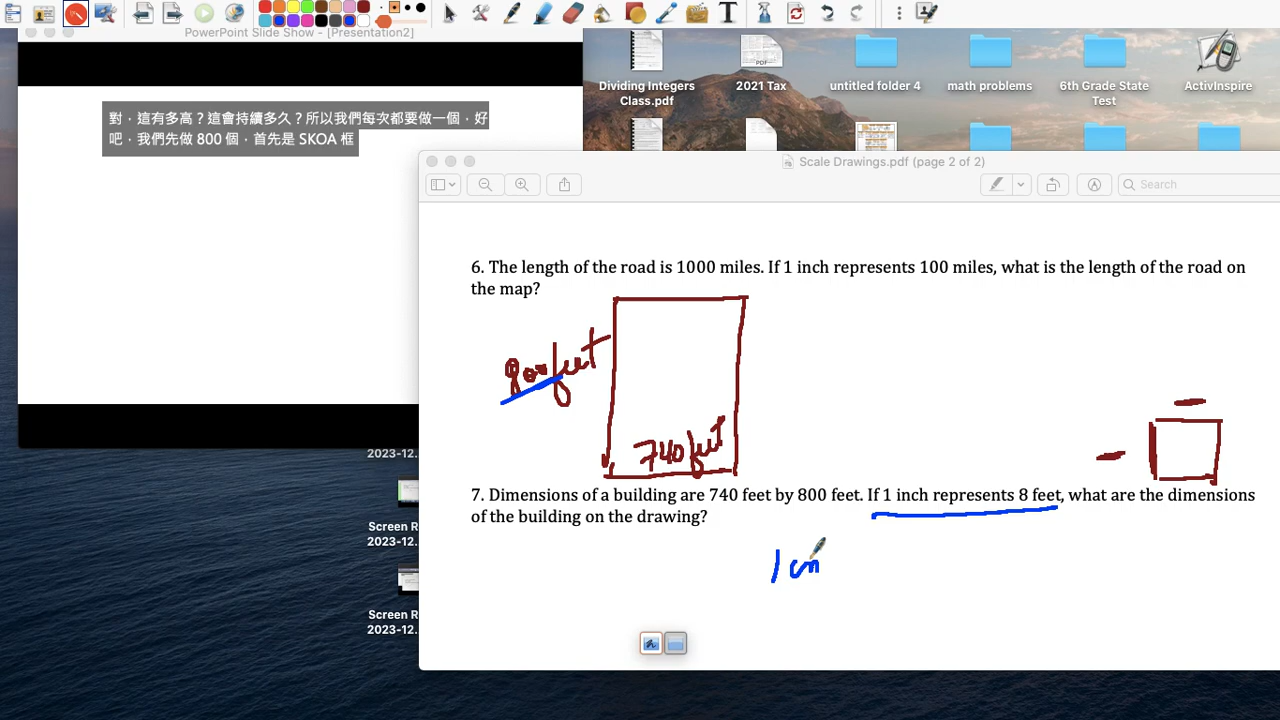 PowerPoint Slide Show - [Presentation2]
對，這有多高？這會持續多久？所以我們每次都要做一個，好
吧，我們先做 800 個，首先是 SKOA 框
Dividing Integers
Class.pdf
PDF
2021 Tax
untitled folder 4
math problems
6th Grade State
Test
ActivInspire
Scale Drawings.pdf (page 2 of 2)
Search
6. The length of the road is 1000 miles. If 1 inch represents 100 miles, what is the length of the road on
the map?
800 feet
740 feet
7. Dimensions of a building are 740 feet by 800 feet. If 1 inch represents 8 feet, what are the dimensions
of the building on the drawing?
1 cm
2023-12.
Screen R
2023-12.
Screen R
2023-12.